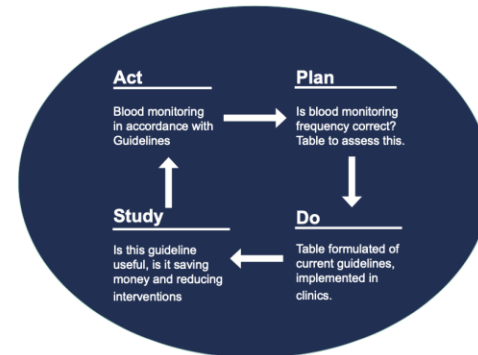 Act
Blood monitoring
in accordance with
Guidelines
Plan
Is blood monitoring
frequency correct?
Table to assess this.
Study
Is this guideline
useful, is it saving
money and reducing
interventions
Do
Table formulated of
current guidelines,
implemented in
clinics.